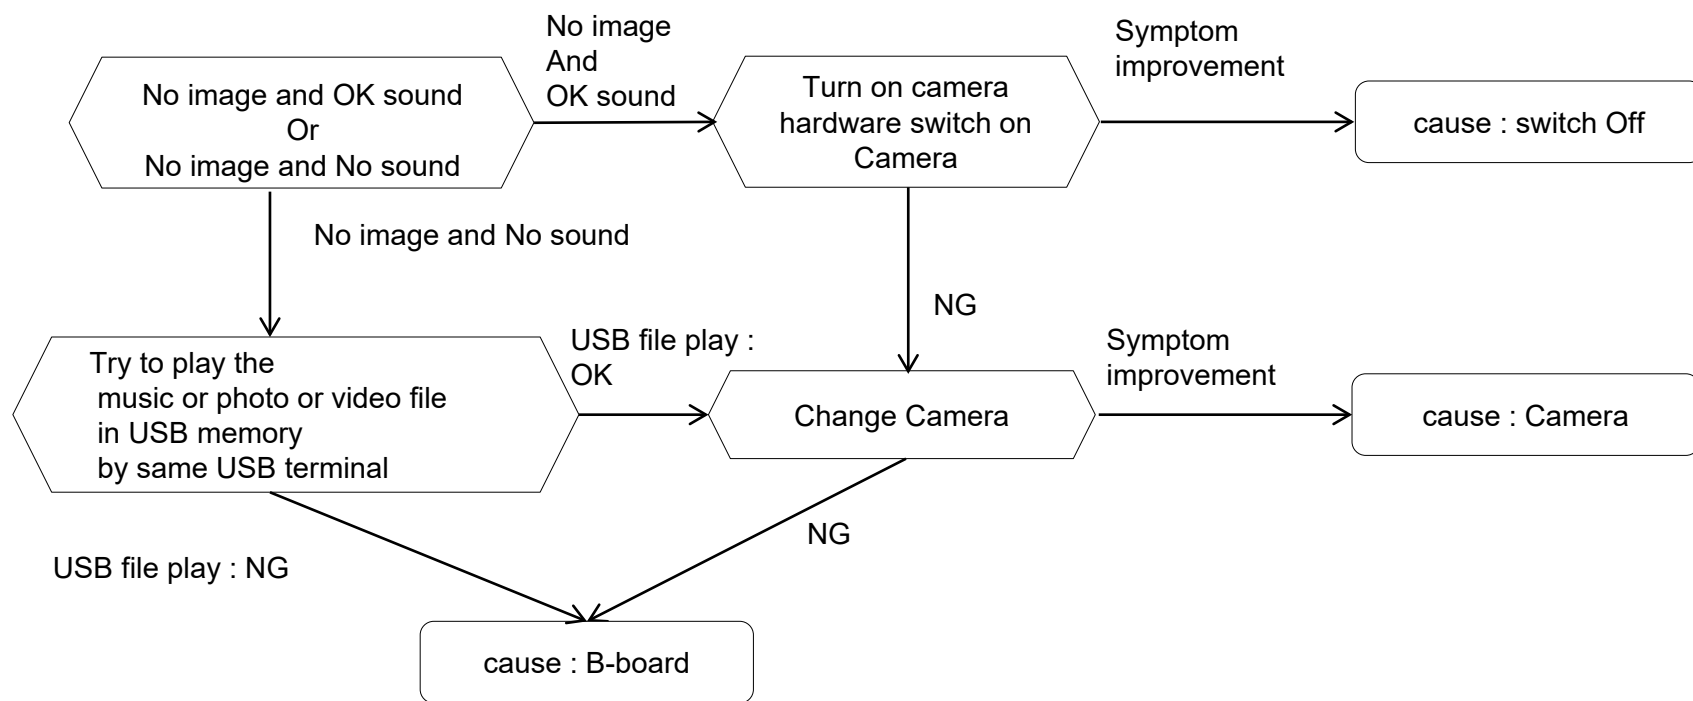 No image
And
OK sound
Symptom
improvement
No image and OK sound
Or
No image and No sound
Turn on camera
hardware switch on
Camera
cause : switch Off
No image and No sound
NG
USB file play :
OK
Symptom
improvement
Try to play the
music or photo or video file
in USB memory
by same USB terminal
Change Camera
cause : Camera
NG
USB file play : NG
cause : B-board